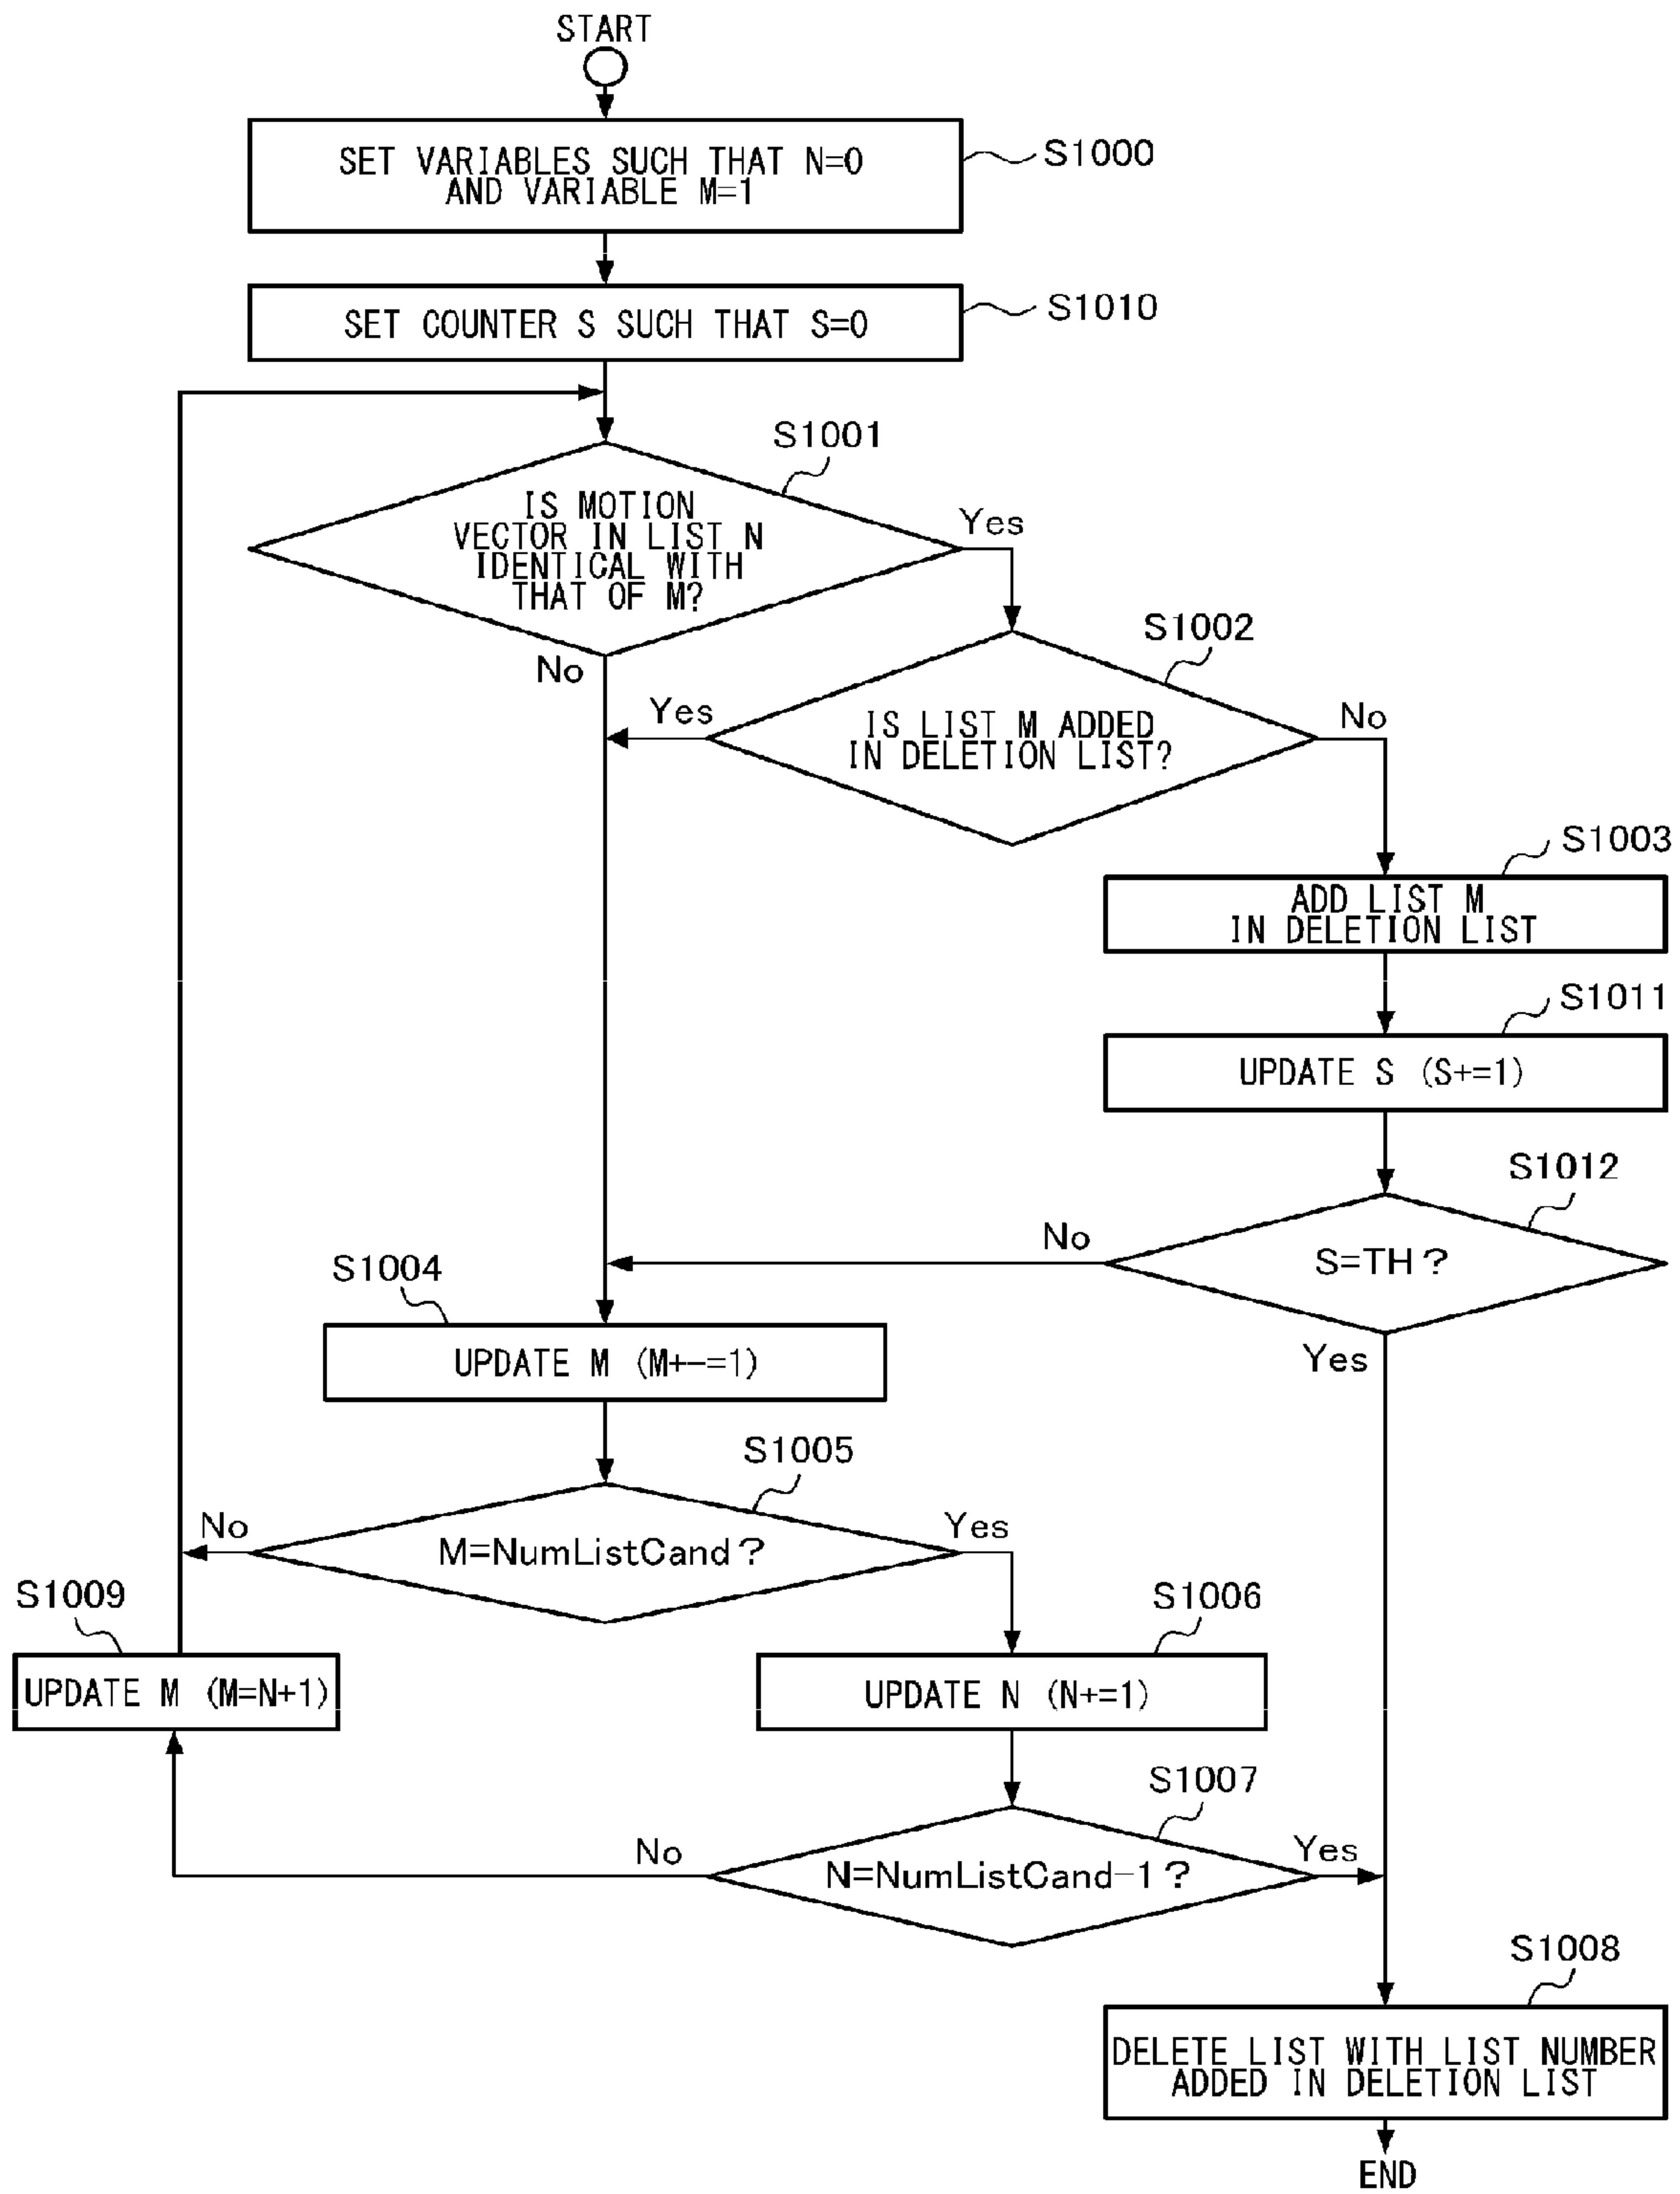 START
SET VARIABLES SUCH THAT N=0
AND VARIABLE M=1
S1000
SET COUNTER S SUCH THAT S=0
S1010
S1001
IS MOTION
VECTOR IN LIST N
IDENTICAL WITH
THAT OF M?
Yes
No
S1002
IS LIST M ADDED
IN DELETION LIST?
Yes
No
S1003
ADD LIST M
IN DELETION LIST
S1011
UPDATE S (S+=1)
S1012
S=TH?
No
Yes
S1004
UPDATE M (M+-=1)
S1005
M=NumListCand?
No
Yes
S1009
UPDATE M (M=N+1)
S1006
UPDATE N (N+=1)
S1007
N=NumListCand-1?
No
Yes
S1008
DELETE LIST WITH LIST NUMBER
ADDED IN DELETION LIST
END